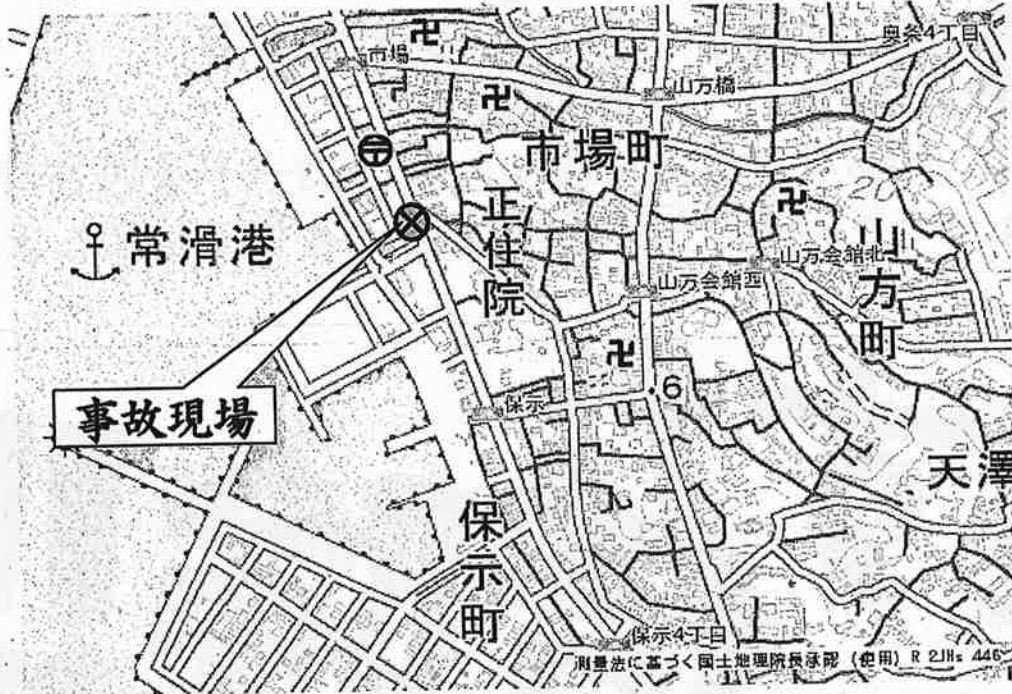 奥条4丁目
市場
山方橋
市場町
正住院
常滑港
山方会館北
山方会館西
山方町
事故現場
保示
6
20
天澤
保示町
保示4丁目
測量法に基づく国土地理院長承認（使用）R 2JHs 446